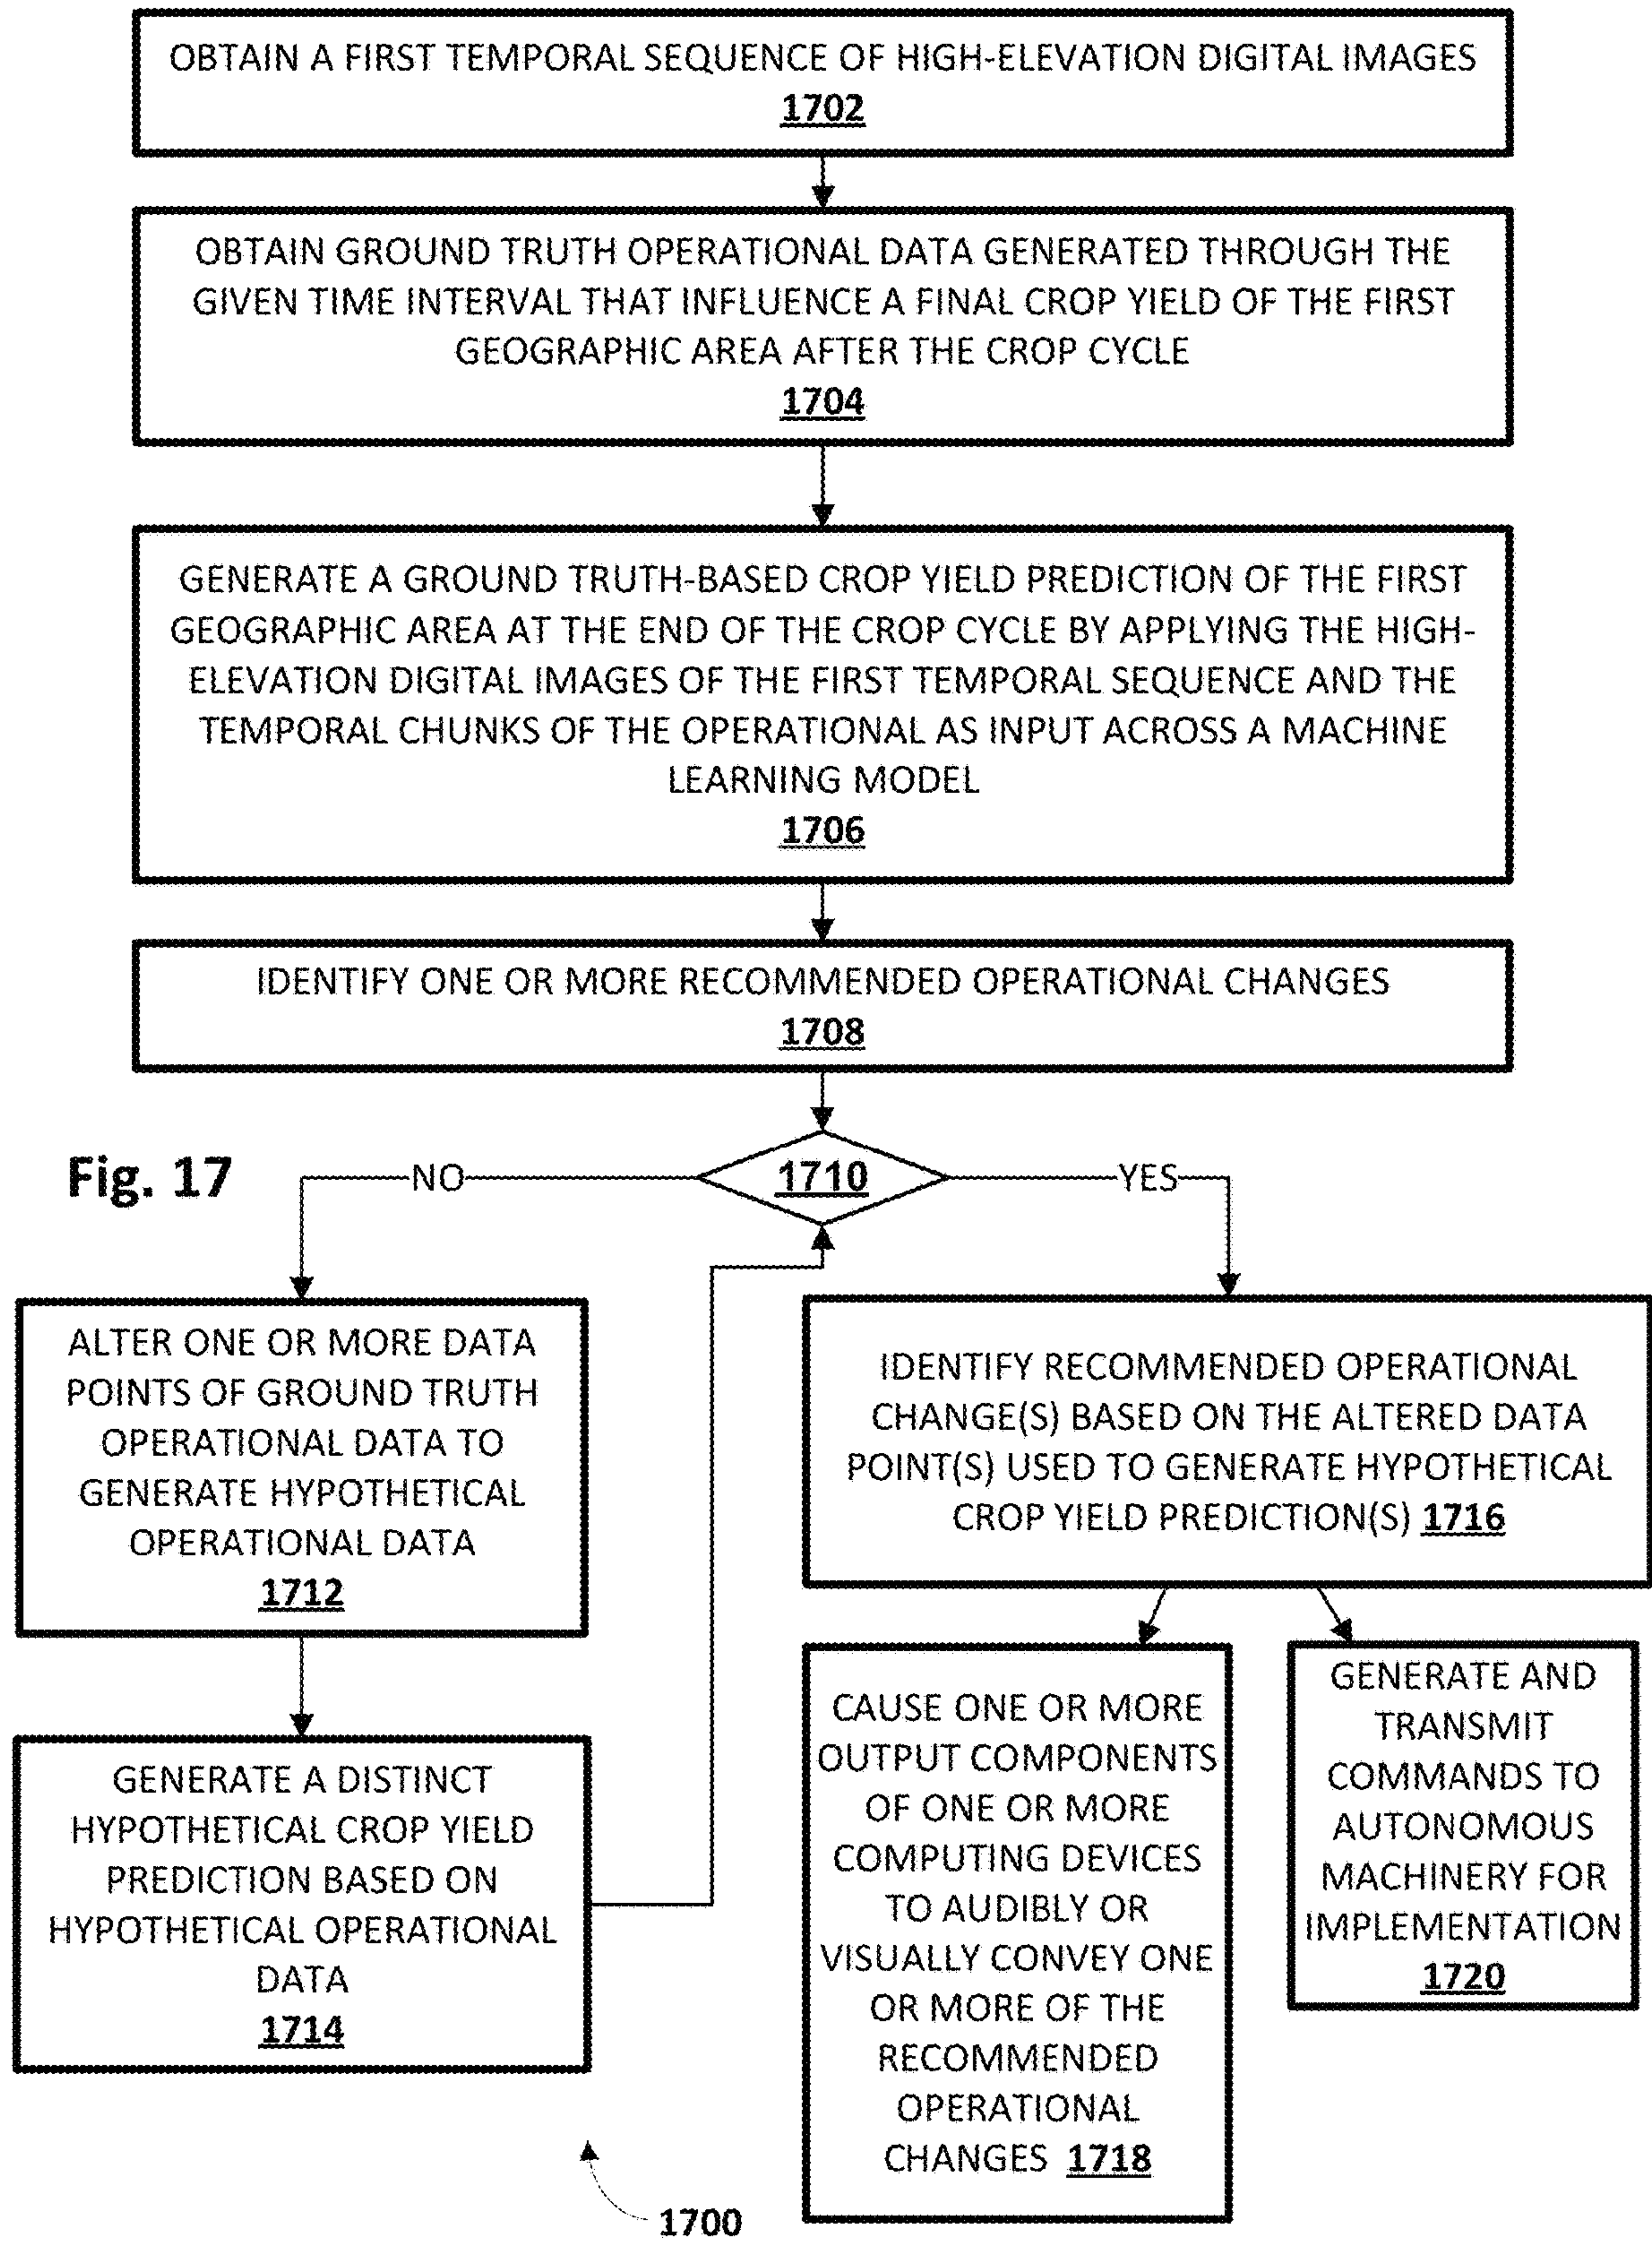 OBTAIN A FIRST TEMPORAL SEQUENCE OF HIGH-ELEVATION DIGITAL IMAGES
1702
OBTAIN GROUND TRUTH OPERATIONAL DATA GENERATED THROUGH THE
GIVEN TIME INTERVAL THAT INFLUENCE A FINAL CROP YIELD OF THE FIRST
GEOGRAPHIC AREA AFTER THE CROP CYCLE
1704
GENERATE A GROUND TRUTH-BASED CROP YIELD PREDICTION OF THE FIRST
GEOGRAPHIC AREA AT THE END OF THE CROP CYCLE BY APPLYING THE HIGH-
ELEVATION DIGITAL IMAGES OF THE FIRST TEMPORAL SEQUENCE AND THE
TEMPORAL CHUNKS OF THE OPERATIONAL AS INPUT ACROSS A MACHINE
LEARNING MODEL
1706
IDENTIFY ONE OR MORE RECOMMENDED OPERATIONAL CHANGES
1708
Fig. 17
NO
1710
YES
ALTER ONE OR MORE DATA
POINTS OF GROUND TRUTH
OPERATIONAL DATA TO
GENERATE HYPOTHETICAL
OPERATIONAL DATA
1712
GENERATE A DISTINCT
HYPOTHETICAL CROP YIELD
PREDICTION BASED ON
HYPOTHETICAL OPERATIONAL
DATA
1714
IDENTIFY RECOMMENDED OPERATIONAL
CHANGE(S) BASED ON THE ALTERED DATA
POINT(S) USED TO GENERATE HYPOTHETICAL
CROP YIELD PREDICTION(S) 1716
CAUSE ONE OR MORE
OUTPUT COMPONENTS
OF ONE OR MORE
COMPUTING DEVICES
TO AUDIBLY OR
VISUALLY CONVEY ONE
OR MORE OF THE
RECOMMENDED
OPERATIONAL
CHANGES 1718
GENERATE AND
TRANSMIT
COMMANDS TO
AUTONOMOUS
MACHINERY FOR
IMPLEMENTATION
1720
1700